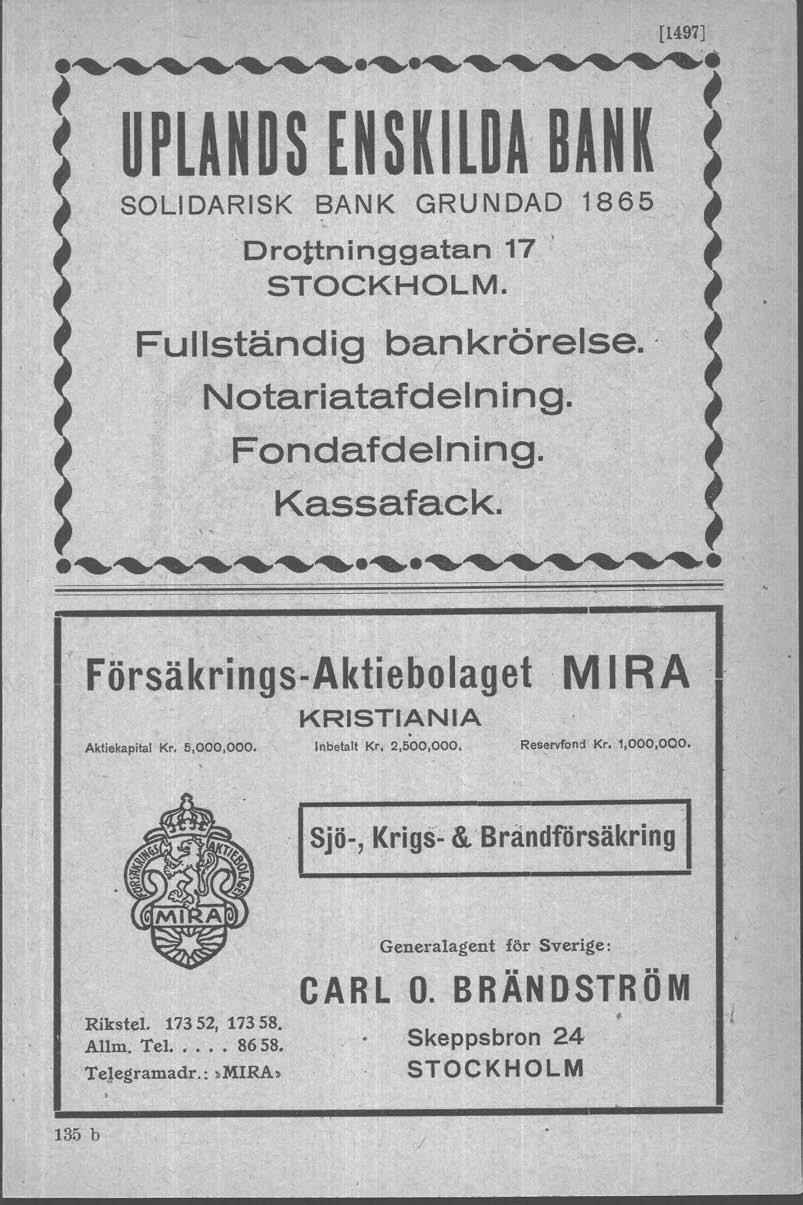 [1497]
UPLANDS ENSKILDA BANK
SOLIDARISK BANK GRUNDAD 1865
Drottninggatan 17
STOCKHOLM.
Fullständig bankrörelse.
Notariatafdelning.
Fondafdelning.
Kassafack.
Försäkrings-Aktiebolaget MIRA
KRISTIANIA
Aktiekapital Kr. 5,000,000. Inbetalt Kr. 2,500,000. Reservfond Kr. 1,000,000.
FÖRSÄKRINGS AKTIEBOLAGET
MIRA
Sjö-, Krigs- & Brandförsäkring
Generalagent för Sverige:
CARL O. BRÄNDSTRÖM
Rikstel. 173 52, 173 58.
Allm. Tel. . . . . 86 58.
Telegramadr.: »MIRA»
Skeppsbron 24
STOCKHOLM
135 b